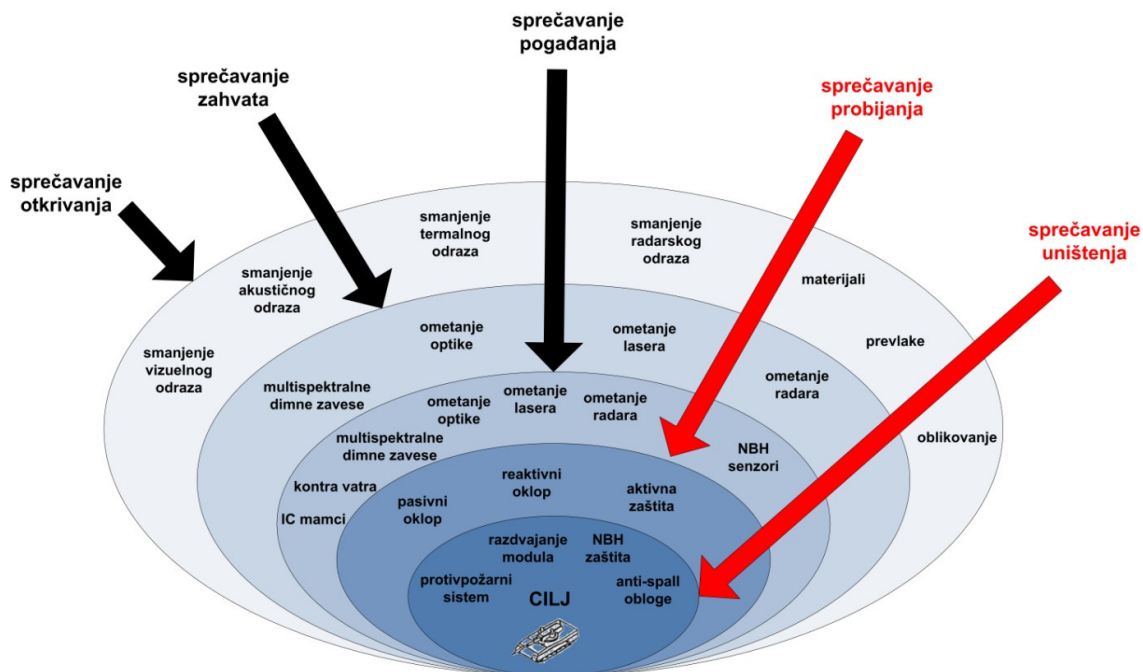 sprečavanje
pogađanja
sprečavanje
zahvata
sprečavanje
probijanja
sprečavanje
otkrivanja
sprečavanje
uništenja
smanjenje
termalnog
odraza
smanjenje
radarskog
odraza
smanjenje
akustičnog
odraza
materijali
smanjenje
vizuelnog
odraza
prevlake
oblikovanje
ometanje
optike
ometanje
lasera
multispektralne
dimne zavese
ometanje
radara
ometanje
optike
ometanje
lasera
ometanje
radara
multispektralne
dimne zavese
NBH
senzori
kontra vatra
IC mamci
pasivni
oklop
reaktivni
oklop
aktivna
zaštita
razdvajanje
modula
NBH
zaštita
protivpožarni
sistem
anti-spall
obloge
CILJ